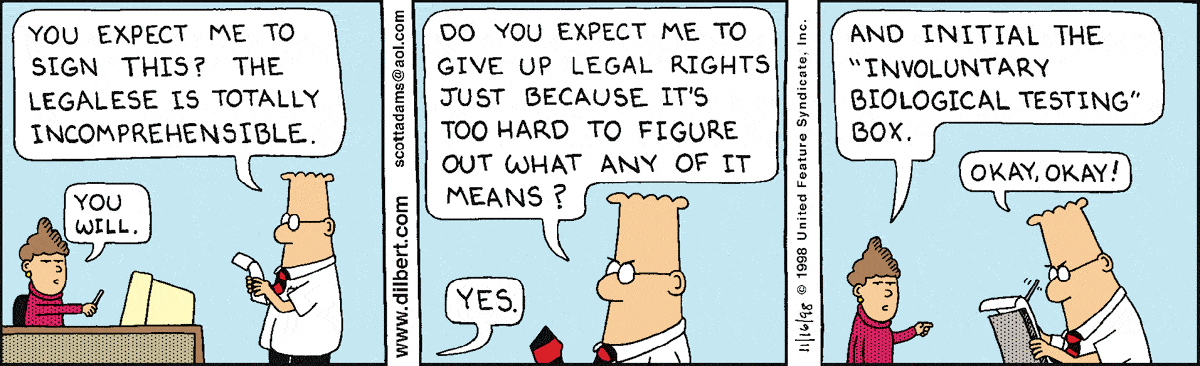 YOU EXPECT ME TO
SIGN THIS? THE
LEGALESE IS TOTALLY
INCOMPREHENSIBLE.
YOU
WILL.
www.dilbert.com scottadams@aol.com
DO YOU EXPECT ME TO
GIVE UP LEGAL RIGHTS
JUST BECAUSE IT'S
TOO HARD TO FIGURE
OUT WHAT ANY OF IT
MEANS?
YES.
11/16/98 © 1998 United Feature Syndicate, Inc.
AND INITIAL THE
"INVOLUNTARY
BIOLOGICAL TESTING"
BOX.
OKAY, OKAY!